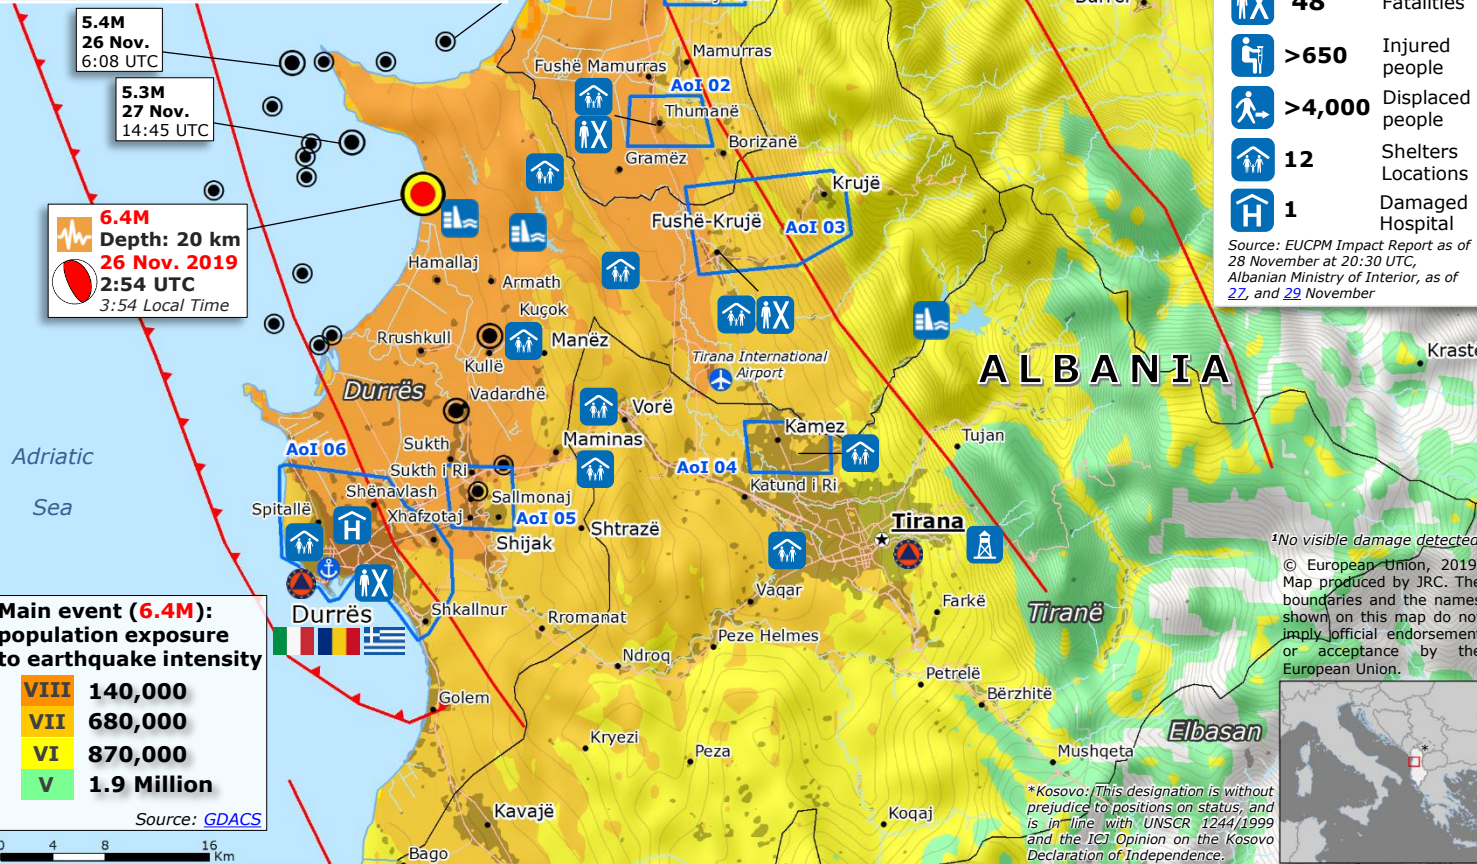 5.4M
26 Nov.
6:08 UTC
5.3M
27 Nov.
14:45 UTC
6.4M
Depth: 20 km
26 Nov. 2019
2:54 UTC
3:54 Local Time
Mamurras
Fushë Mamurras
AoI 02
Thumanë
Borizanë
Gramëz
Krujë
Fushë-Krujë
AoI 03
Hamallaj
Armath
Kuçok
Rrushkull
Manëz
Kullë
Tirana International
Airport
Durrës
Vadardhë
ALBANIA
Vorë
Kamez
Maminas
Tujan
Sukth
AoI 06
Sukth i Ri
AoI 04
Katund i Ri
Adriatic
Sea
Shënavlash
Sallmonaj
Spitallë
Xhafzotaj
AoI 05
Shtrazë
Tirana
Shijak
Durrës
Shkallnur
Rromanat
Vaqar
Farkë
Tiranë
Peze Helmes
Ndroq
Petrelë
Bërzhitë
Golem
Kryezi
Peza
Mushqeta
Elbasan
Kavajë
Koqaj
Bago
48
Fatalities
>650
Injured
people
>4,000
Displaced
people
12
Shelters
Locations
1
Damaged
Hospital
Source: EUCPM Impact Report as of
28 November at 20:30 UTC,
Albanian Ministry of Interior, as of
27, and 29 November
¹No visible damage detected
© European Union, 2019.
Map produced by JRC. The
boundaries and the names
shown on this map do not
imply official endorsement
or acceptance by the
European Union.
*
*Kosovo: This designation is without
prejudice to positions on status, and
is in line with UNSCR 1244/1999
and the ICJ Opinion on the Kosovo
Declaration of Independence.
Main event (6.4M):
population exposure
to earthquake intensity
VIII 140,000
VII 680,000
VI 870,000
V 1.9 Million
Source: GDACS
0 4 8 16
Km